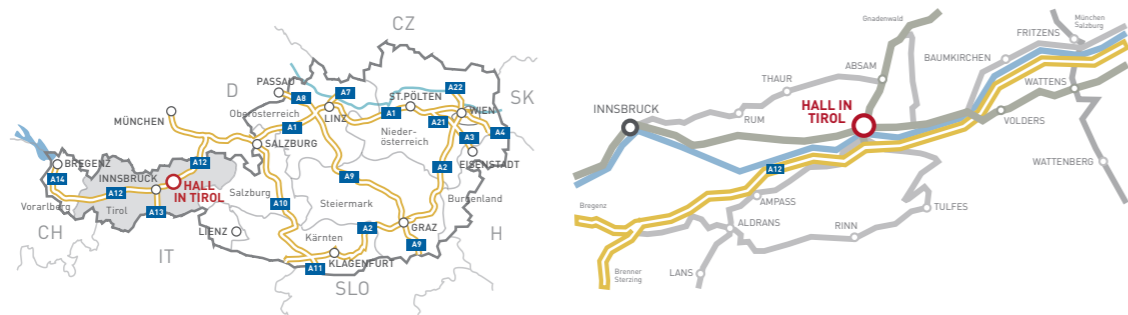 CZ
D
PASSAU
A8
A7
A22
SK
Oberösterreich
ST.PÖLTEN
WIEN
MÜNCHEN
A1
LINZ
A1
A21
Nieder-
österreich
A3
A4
SALZBURG
A12
BREGENZ
A14
INNSBRUCK
A12
HALL
IN TIROL
A13
Vorarlberg
Tirol
Salzburg
A9
A2
EISENSTADT
Burgenland
A10
Steiermark
CH
IT
LIENZ
Kärnten
A2
GRAZ
A9
H
KLAGENFURT
A11
SLO
Gnadenwald
München
Salzburg
FRITZENS
BAUMKIRCHEN
ABSAM
THAUR
WATTENS
INNSBRUCK
RUM
HALL IN
TIROL
VOLDERS
WATTENBERG
A12
AMPASS
Bregenz
ALDRANS
RINN
TULFES
LANS
Brenner
Sterzing